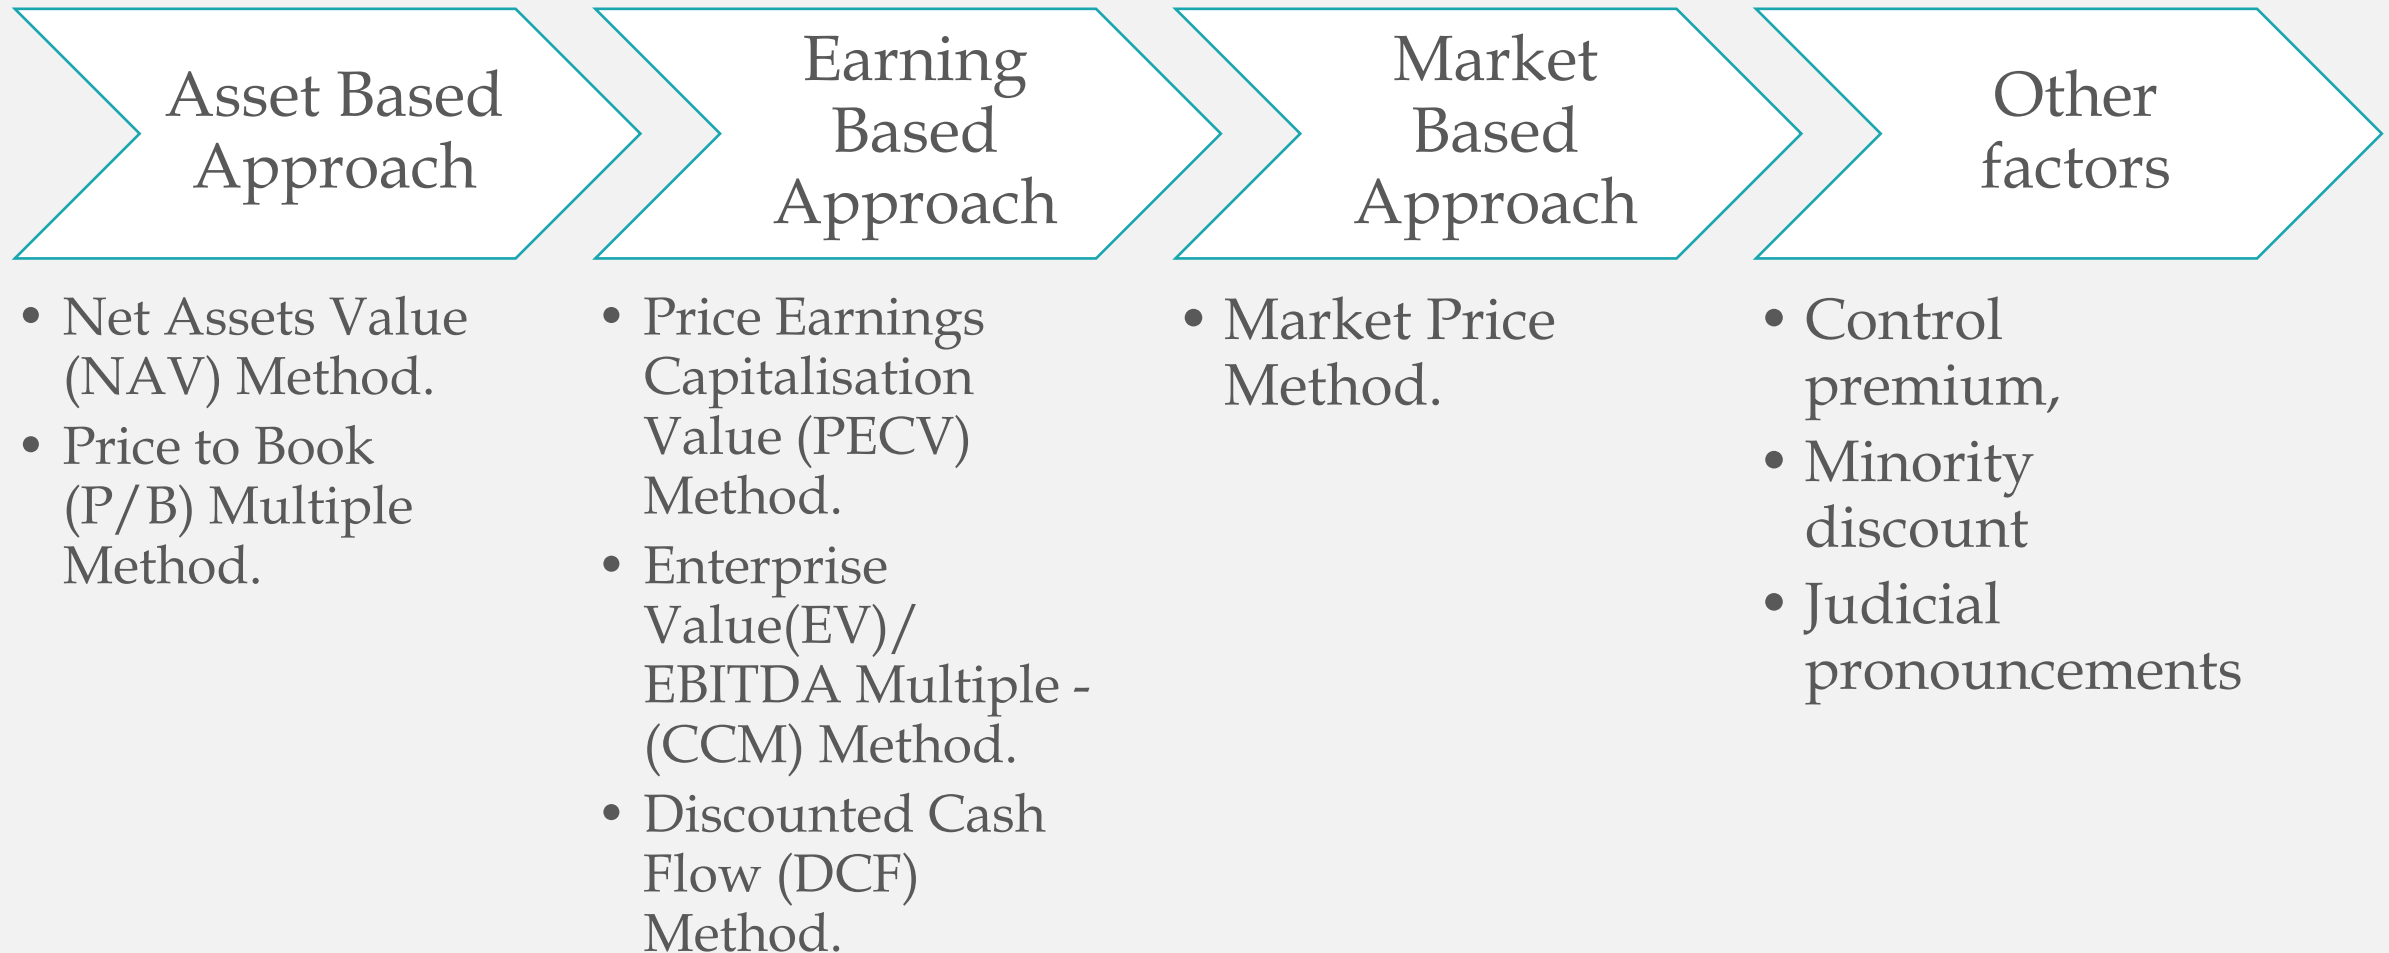 Asset Based
Approach
• Net Assets Value
(NAV) Method.
• Price to Book
(P/B) Multiple
Method.
Earning
Based
Approach
• Price Earnings
Capitalisation
Value (PECV)
Method.
• Enterprise
Value(EV)/
EBITDA Multiple -
(CCM) Method.
• Discounted Cash
Flow (DCF)
Method.
Market
Based
Approach
• Market Price
Method.
Other
factors
• Control
premium,
• Minority
discount
• Judicial
pronouncements